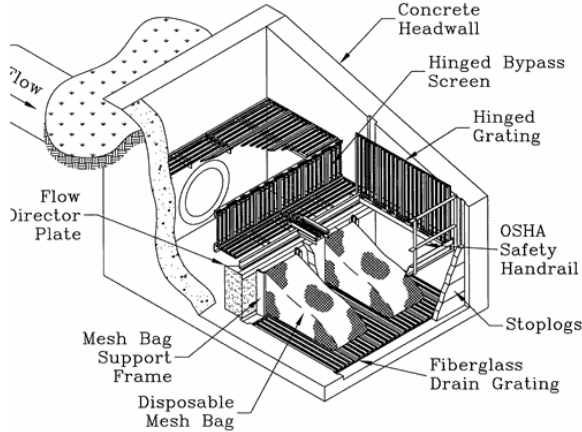 Concrete
Headwall
Hinged Bypass
Screen
Flow
Hinged
Grating
Flow
Director
Plate
OSHA
Safety
Handrail
Mesh Bag
Support
Frame
Stoplogs
Fiberglass
Drain Grating
Disposable
Mesh Bag